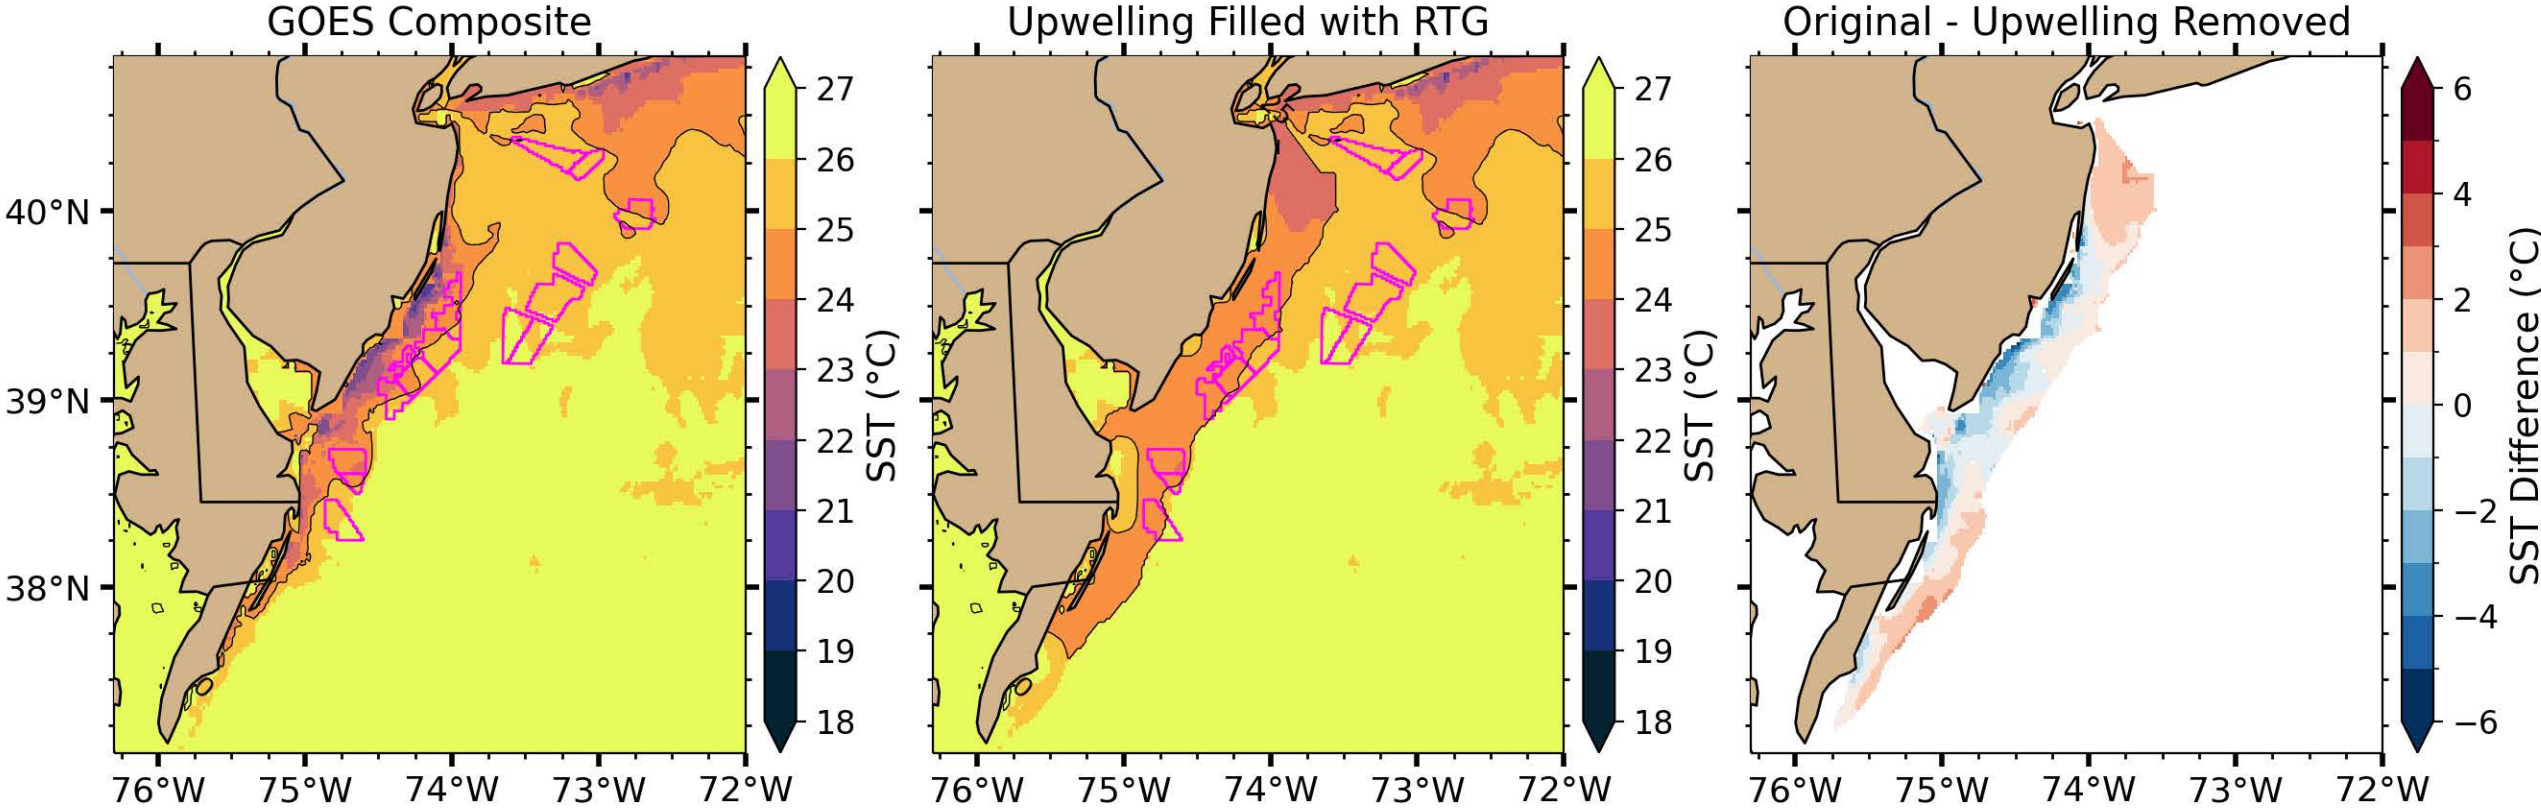 GOES Composite
Upwelling Filled with RTG
Original - Upwelling Removed
40°N
39°N
38°N
76°W 75°W 74°W 73°W 72°W
27
26
25
24
23
22
21
20
19
18
SST (°C)
76°W 75°W 74°W 73°W 72°W
27
26
25
24
23
22
21
20
19
18
SST (°C)
76°W 75°W 74°W 73°W 72°W
6
4
2
0
−2
−4
−6
SST Difference (°C)